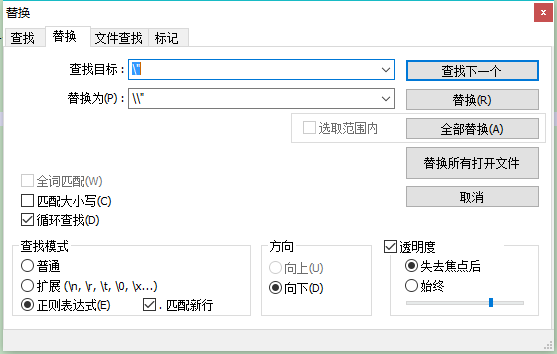 替换
x
查找
替换
文件查找
标记
查找目标 : \"
查找下一个
替换为(P) : \\"
替换(R)
选取范围内
全部替换(A)
替换所有打开文件
取消
全词匹配(W)
匹配大小写(C)
循环查找(D)
查找模式
普通
扩展 (\n, \r, \t, \0, \x...)
正则表达式(E)
. 匹配新行
方向
向上(U)
向下(D)
透明度
失去焦点后
始终